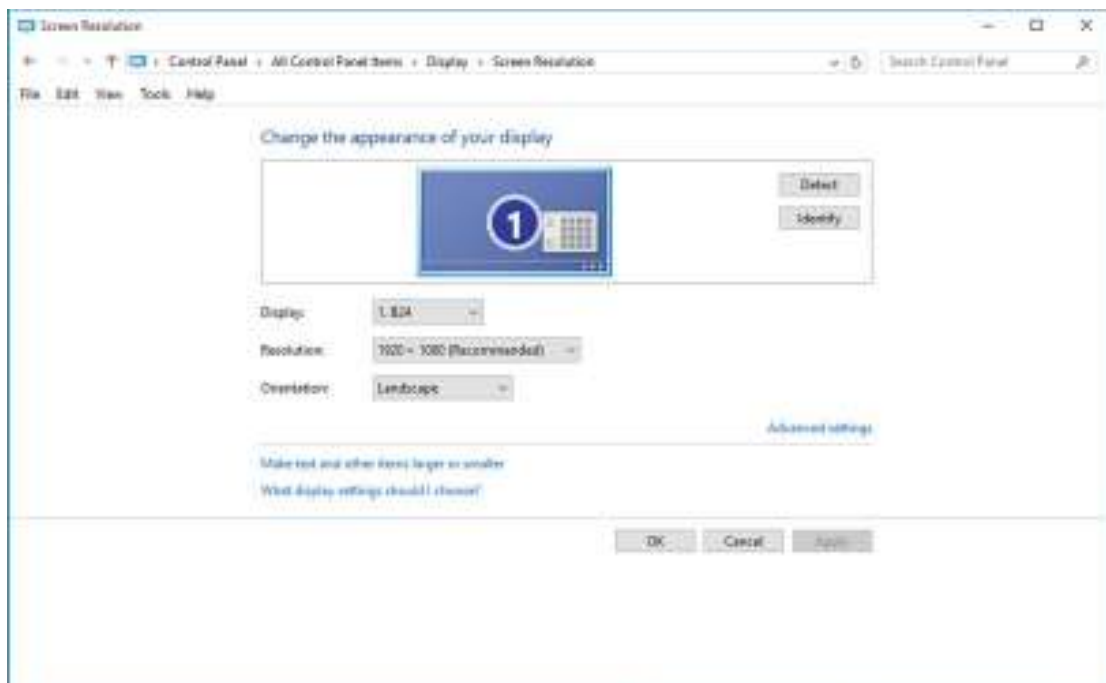 Screen Resolution
Control Panel All Control Panel Items Display Screen Resolution
Search Control Panel
File Edit View Tools Help
Change the appearance of your display
1
Detect
Identify
Display:
Resolution: 1920 × 1080 (Recommended)
Orientation: Landscape
Advanced settings
Make text and other items larger or smaller
What display settings should I choose?
OK Cancel Apply